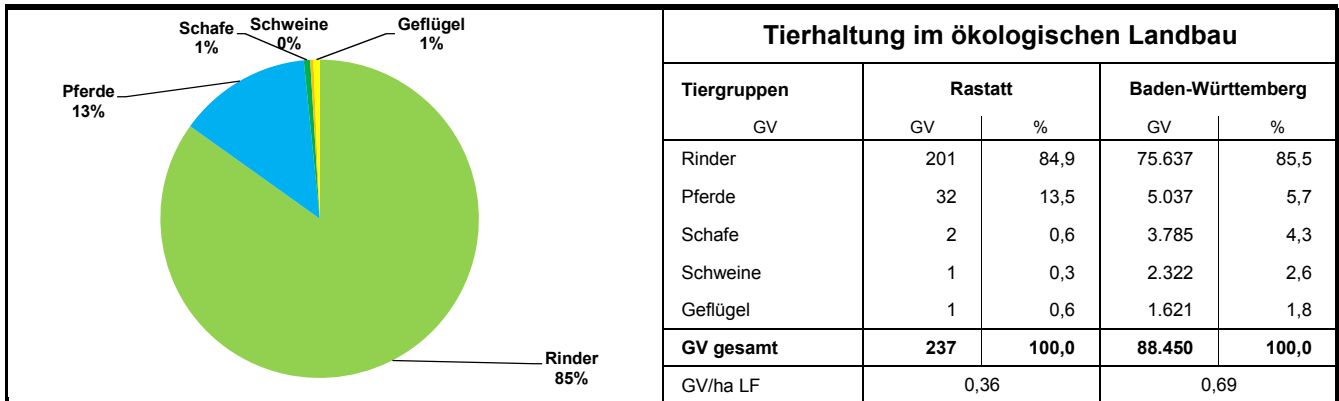 Schafe
1%
Schweine
0%
Geflügel
1%
Pferde
13%
Rinder
85%
Tierhaltung im ökologischen Landbau
Tiergruppen Rastatt Baden-Württemberg
GV GV % GV %
Rinder 201 84,9 75.637 85,5
Pferde 32 13,5 5.037 5,7
Schafe 2 0,6 3.785 4,3
Schweine 1 0,3 2.322 2,6
Geflügel 1 0,6 1.621 1,8
GV gesamt 237 100,0 88.450 100,0
GV/ha LF 0,36 0,69